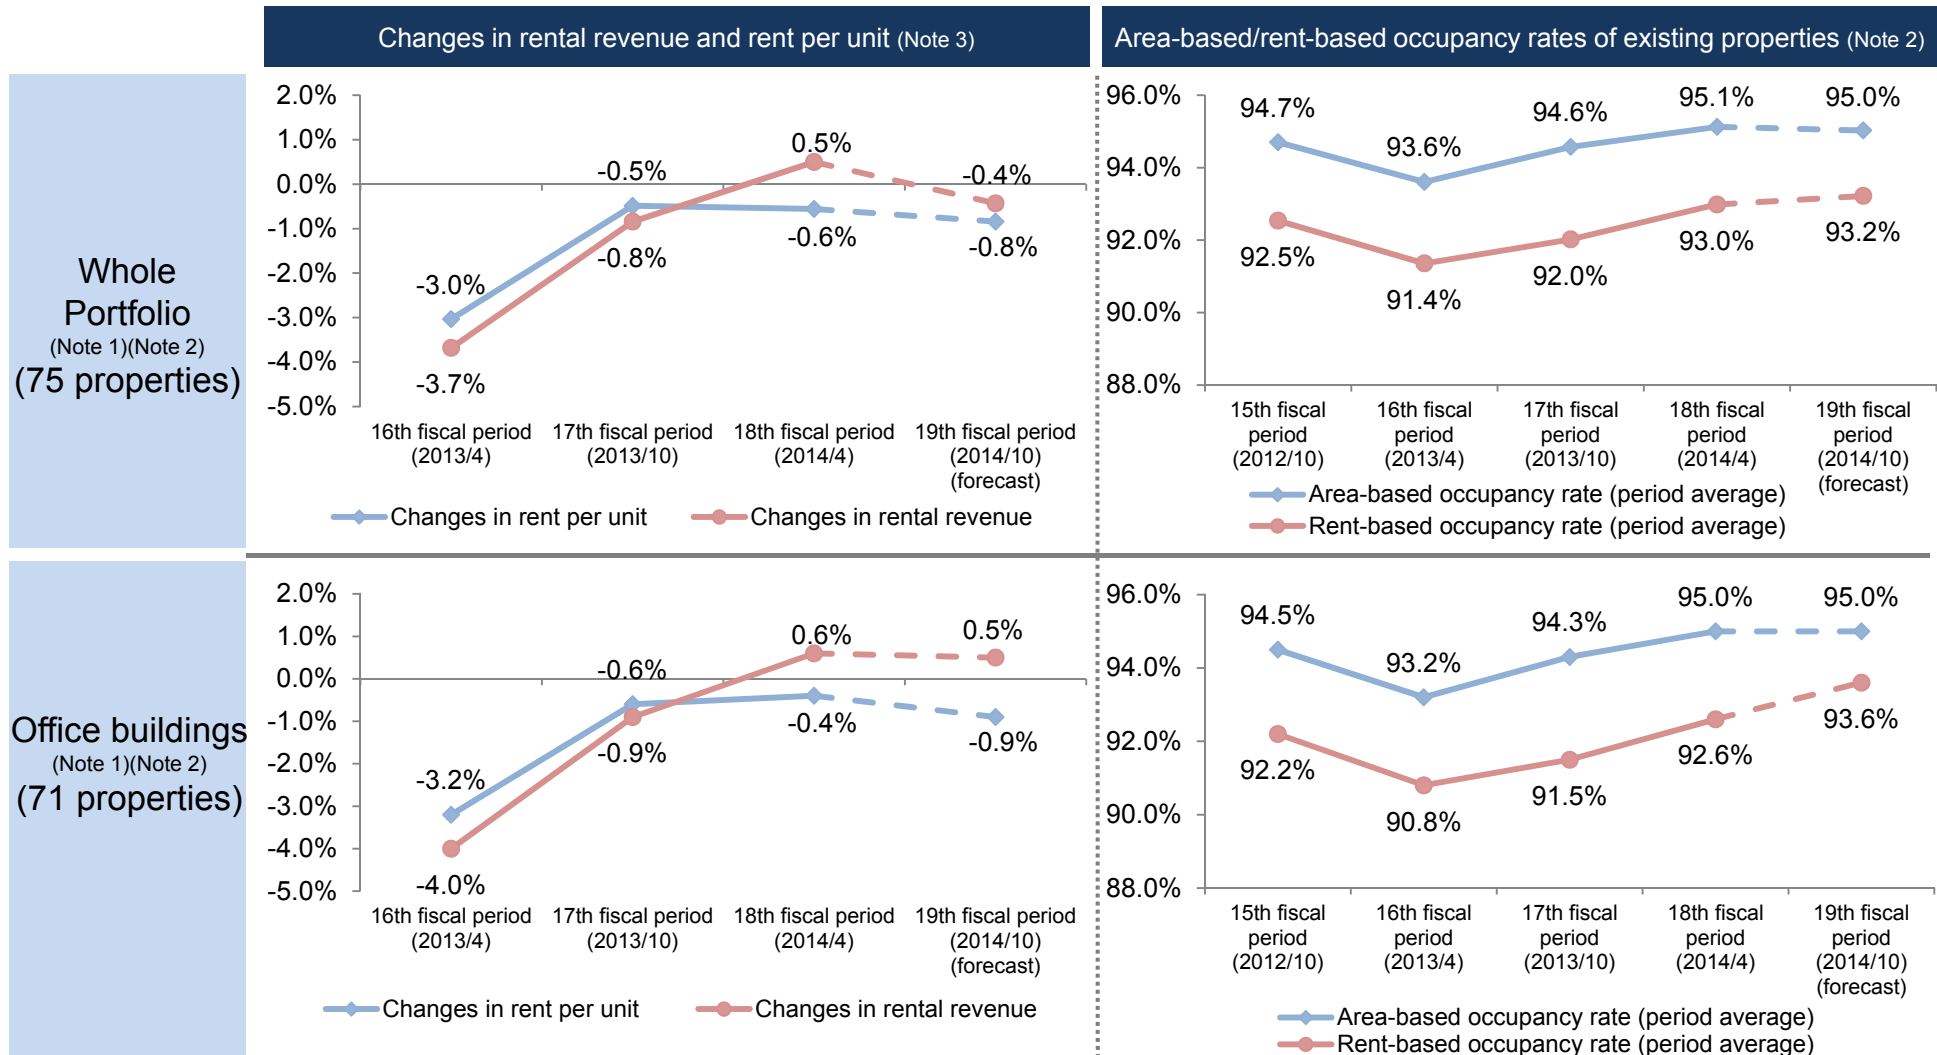 Changes in rental revenue and rent per unit (Note 3)
Area-based/rent-based occupancy rates of existing properties (Note 2)
Whole
Portfolio
(Note 1)(Note 2)
(75 properties)
2.0%
1.0%
0.0%
-1.0%
-2.0%
-3.0%
-4.0%
-5.0%
-3.0%
-3.7%
-0.5%
-0.8%
0.5%
-0.6%
-0.4%
-0.8%
16th fiscal period
(2013/4)
17th fiscal period
(2013/10)
18th fiscal period
(2014/4)
19th fiscal period
(2014/10)
(forecast)
Changes in rent per unit
Changes in rental revenue
96.0%
94.0%
92.0%
90.0%
88.0%
94.7%
93.6%
94.6%
95.1%
95.0%
92.5%
91.4%
92.0%
93.0%
93.2%
15th fiscal
period
(2012/10)
16th fiscal
period
(2013/4)
17th fiscal
period
(2013/10)
18th fiscal
period
(2014/4)
19th fiscal
period
(2014/10)
(forecast)
Area-based occupancy rate (period average)
Rent-based occupancy rate (period average)
Office buildings
(Note 1)(Note 2)
(71 properties)
2.0%
1.0%
0.0%
-1.0%
-2.0%
-3.0%
-4.0%
-5.0%
-3.2%
-4.0%
-0.6%
-0.9%
0.6%
-0.4%
0.5%
-0.9%
16th fiscal period
(2013/4)
17th fiscal period
(2013/10)
18th fiscal period
(2014/4)
19th fiscal period
(2014/10)
(forecast)
Changes in rent per unit
Changes in rental revenue
96.0%
94.0%
92.0%
90.0%
88.0%
94.5%
93.2%
94.3%
95.0%
95.0%
92.2%
90.8%
91.5%
92.6%
93.6%
15th fiscal
period
(2012/10)
16th fiscal
period
(2013/4)
17th fiscal
period
(2013/10)
18th fiscal
period
(2014/4)
19th fiscal
period
(2014/10)
(forecast)
Area-based occupancy rate (period average)
Rent-based occupancy rate (period average)